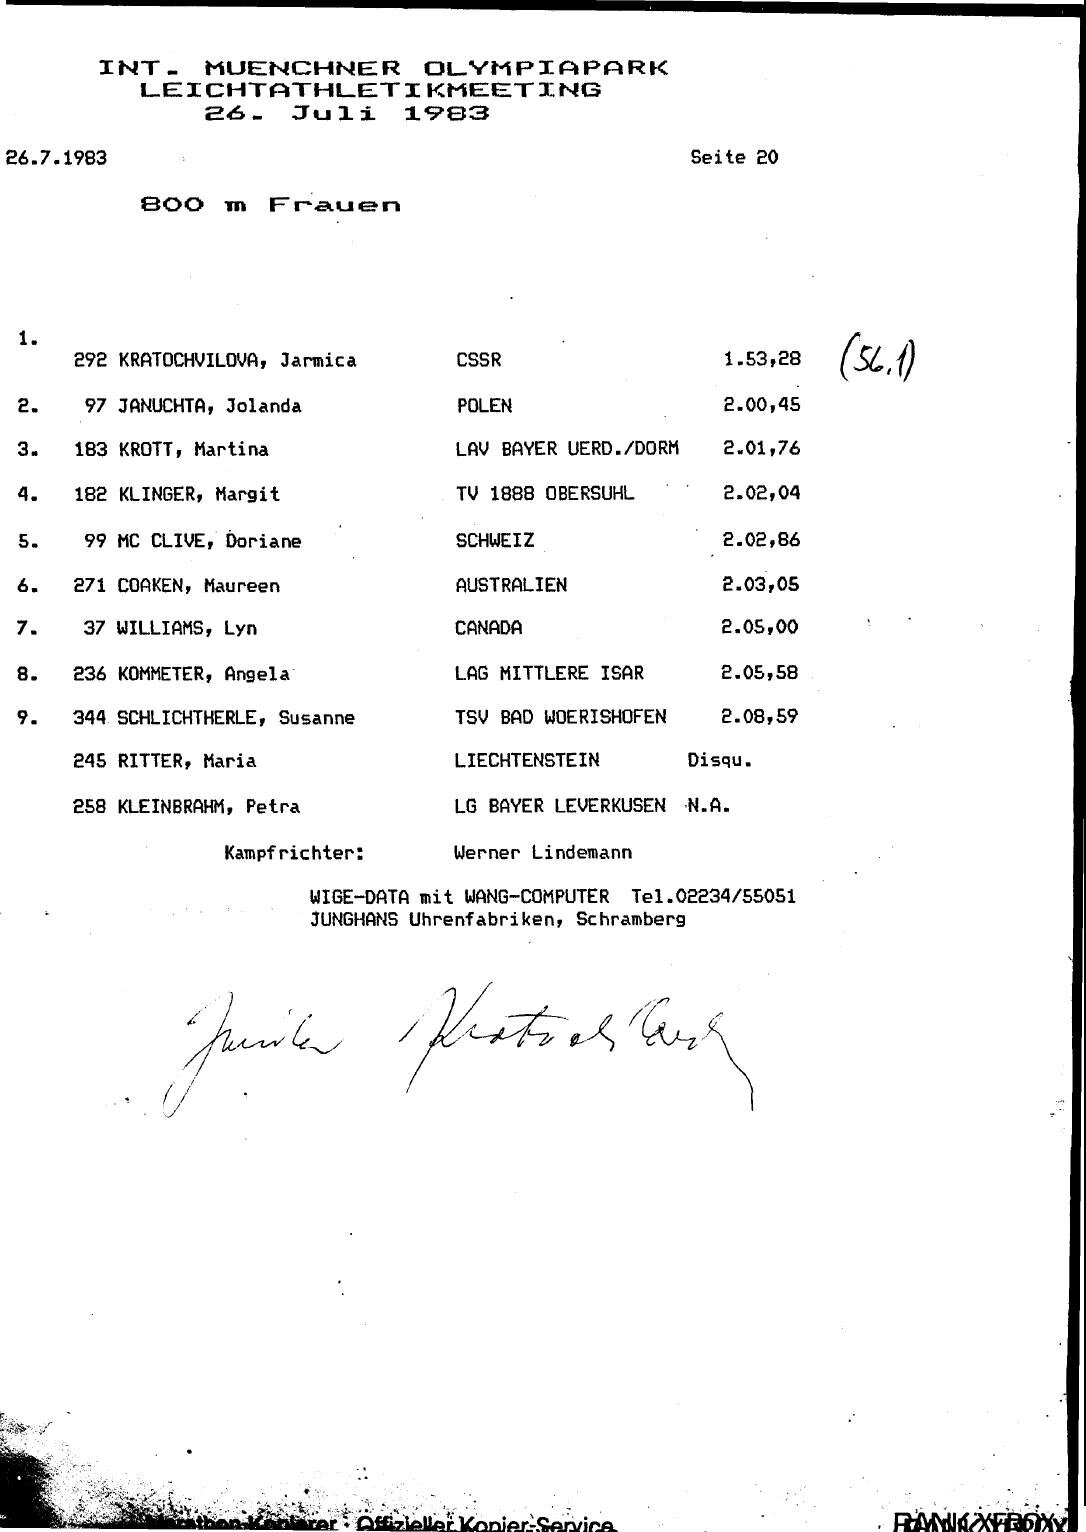 INT. MUENCHNER OLYMPIAPARK
LEICHTATHLETIKMEETING
26. Juli 1983
26.7.1983 Seite 20
800 m Frauen
1.
292 KRATOCHVILOVA, Jarmica CSSR 1.53,28 (56,1)
2. 97 JANUCHTA, Jolanda POLEN 2.00,45
3. 183 KROTT, Martina LAV BAYER UERD./DORM 2.01,76
4. 182 KLINGER, Margit TV 1888 OBERSUHL 2.02,04
5. 99 MC CLIVE, Doriane SCHWEIZ 2.02,86
6. 271 COAKEN, Maureen AUSTRALIEN 2.03,05
7. 37 WILLIAMS, Lyn CANADA 2.05,00
8. 236 KOMMETER, Angela LAG MITTLERE ISAR 2.05,58
9. 344 SCHLICHTHERLE, Susanne TSV BAD WOERISHOFEN 2.08,59
245 RITTER, Maria LIECHTENSTEIN Disqu.
258 KLEINBRAHM, Petra LG BAYER LEVERKUSEN N.A.
Kampfrichter: Werner Lindemann
WIGE-DATA mit WANG-COMPUTER Tel.02234/55051
JUNGHANS Uhrenfabriken, Schramberg
Marathon-Kopierer · Offizieller Kopier-Service RANK XEROX